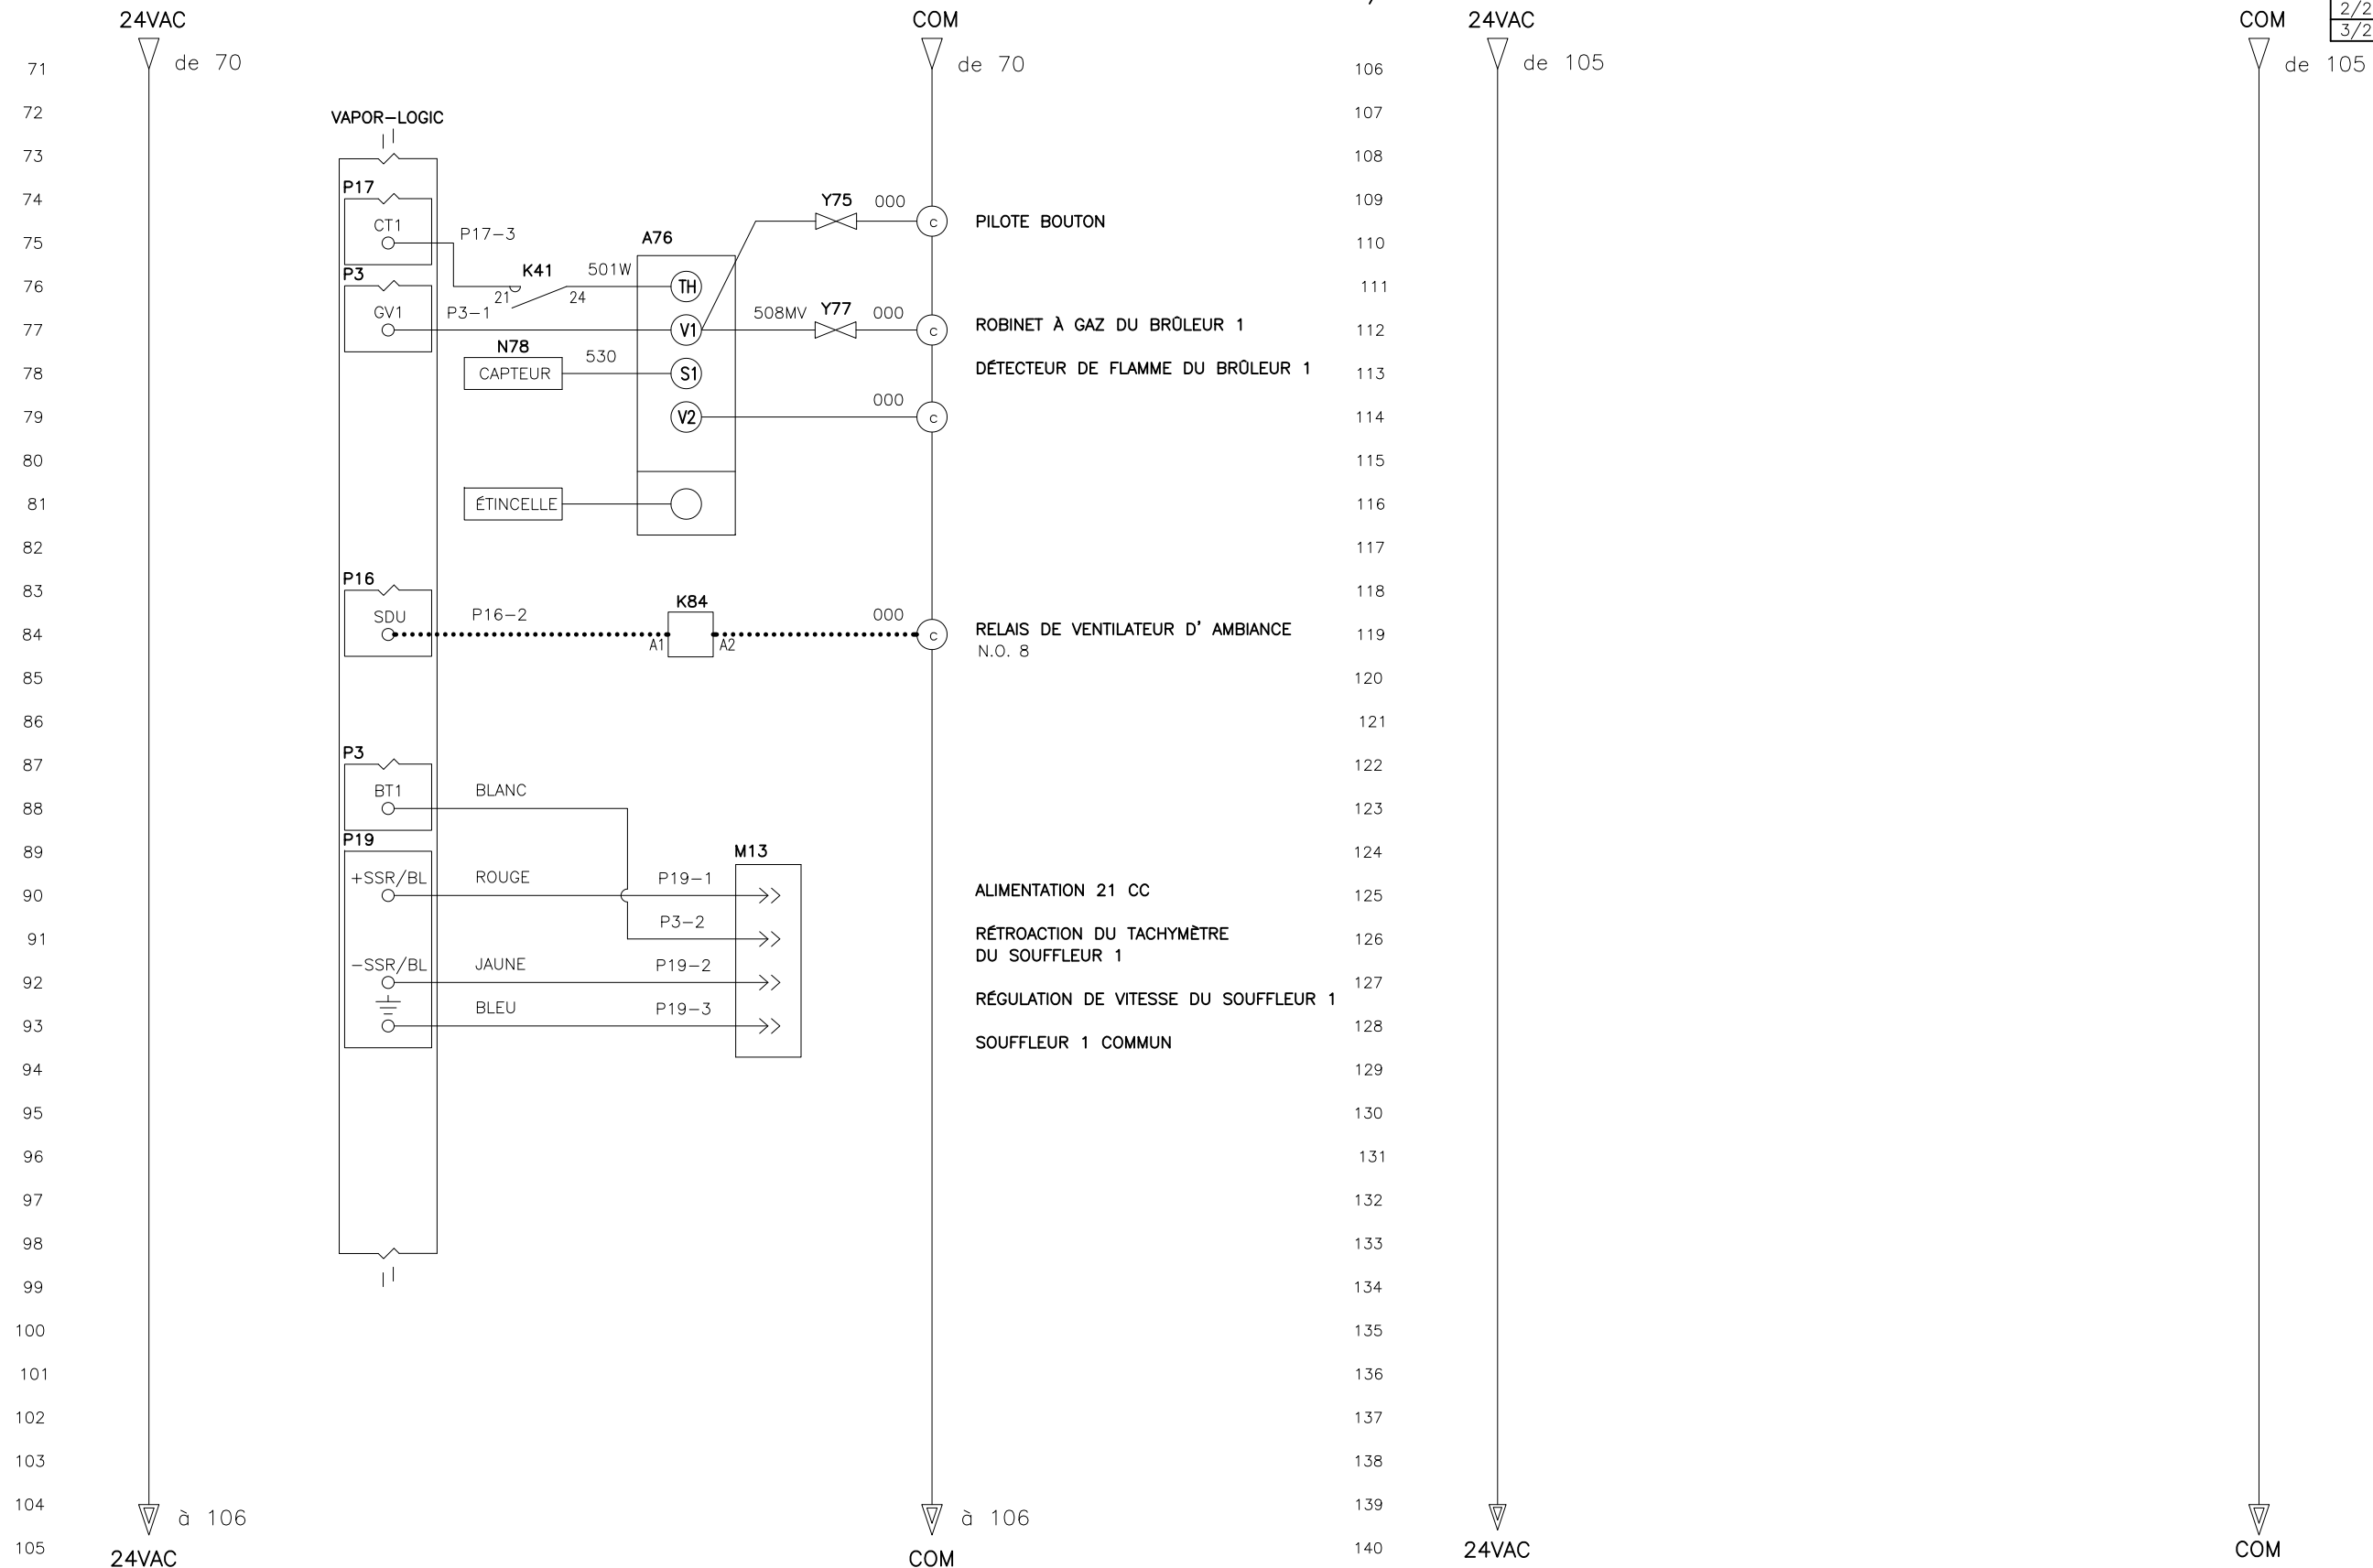 24VAC
COM
24VAC
COM
2/2
3/2
de 70
de 70
de 105
de 105
71
106
72
VAPOR-LOGIC
107
73
108
P17
74
Y75
000
109
CT1
P17-3
A76
c
PILOTE BOUTON
75
110
P3
K41
501W
76
21
24
TH
111
GV1
P3-1
508MV
Y77
000
77
V1
c
ROBINET À GAZ DU BRÛLEUR 1
112
N78
530
78
CAPTEUR
S1
DÉTECTEUR DE FLAMME DU BRÛLEUR 1
113
000
79
V2
c
114
80
115
81
ÉTINCELLE
116
82
117
P16
83
K84
118
SDU
P16-2
000
84
A1
A2
c
RELAIS DE VENTILATEUR D' AMBIANCE
N.O. 8
119
85
120
86
121
P3
87
122
BT1
BLANC
88
123
P19
89
M13
124
+SSR/BL
ROUGE
P19-1
90
ALIMENTATION 21 CC
125
P3-2
91
RÉTROACTION DU TACHYMÈTRE
DU SOUFFLEUR 1
126
-SSR/BL
JAUNE
P19-2
92
127
RÉGULATION DE VITESSE DU SOUFFLEUR 1
BLEU
P19-3
93
128
SOUFFLEUR 1 COMMUN
94
129
95
130
96
131
97
132
98
133
99
134
100
135
101
136
102
137
103
138
104
à 106
à 106
139
105
24VAC
COM
140
24VAC
COM